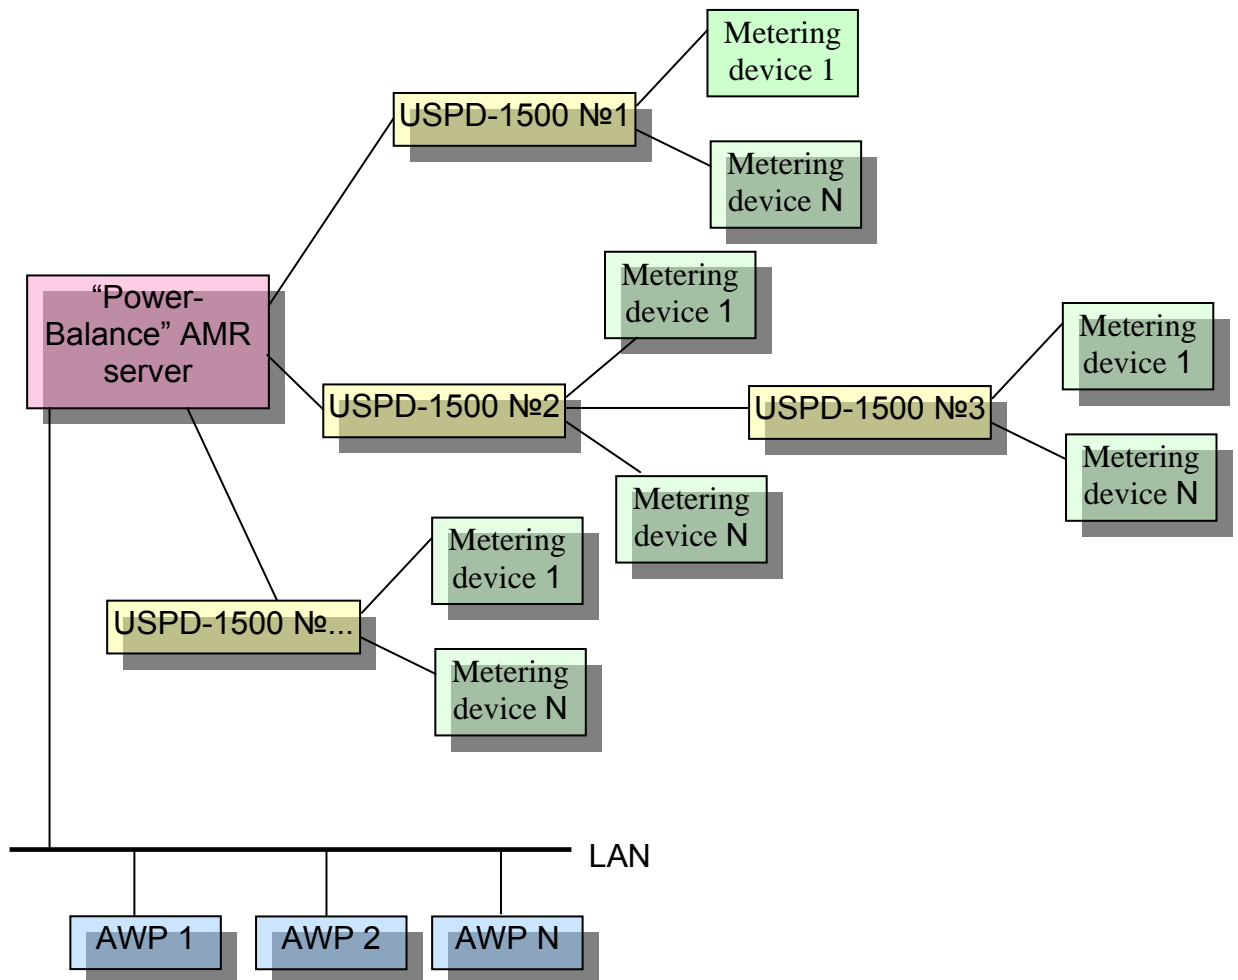 Metering
device 1
USPD-1500 №1
Metering
device N
“Power-
Balance” AMR
server
Metering
device 1
Metering
device 1
USPD-1500 №2
USPD-1500 №3
Metering
device N
Metering
device N
Metering
device 1
USPD-1500 №...
Metering
device N
LAN
AWP 1
AWP 2
AWP N